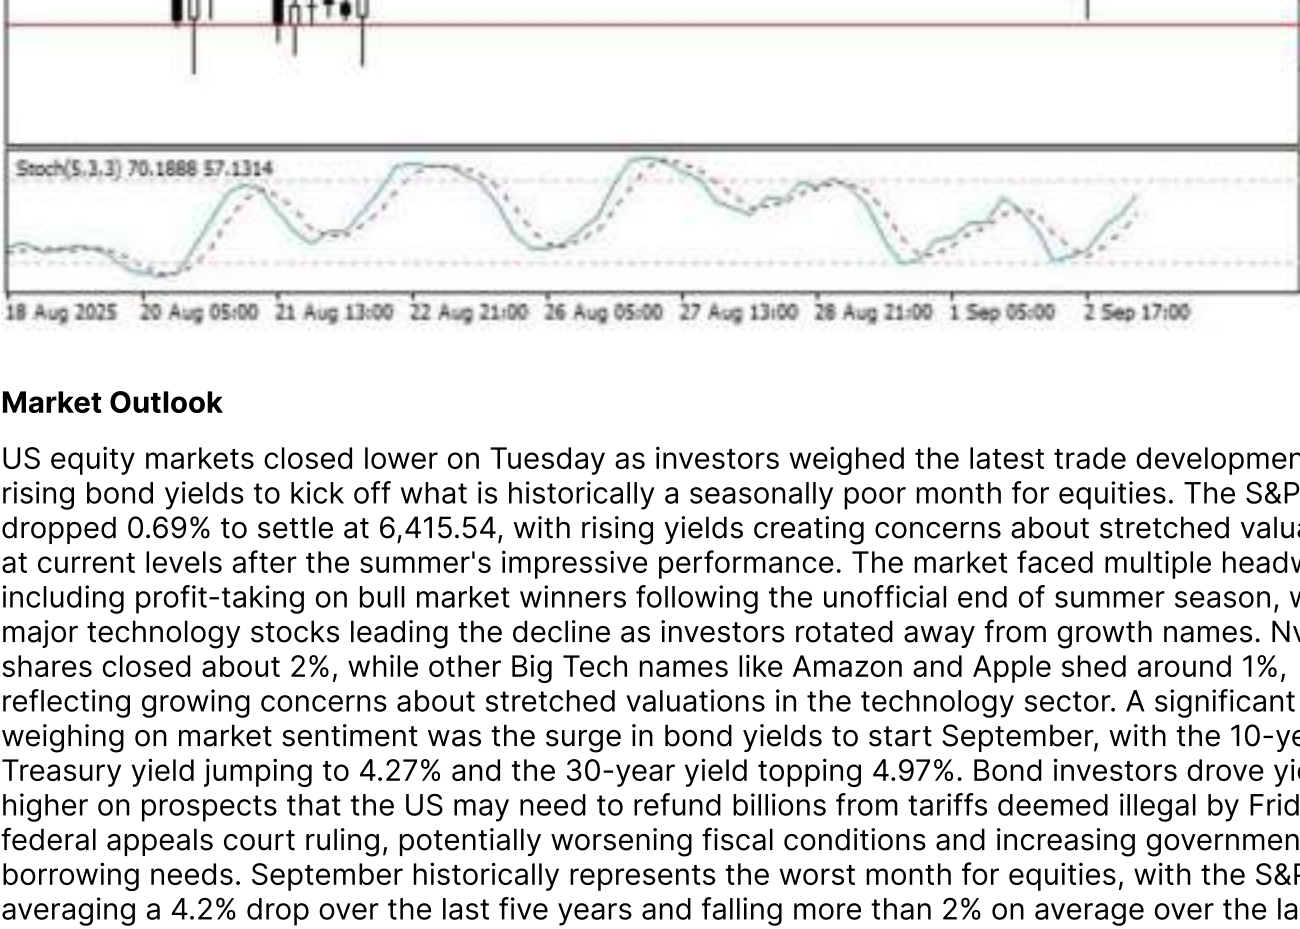 Stoch(5,3,3) 70.1888 57.1314
18 Aug 2025 20 Aug 05:00 21 Aug 13:00 22 Aug 21:00 26 Aug 05:00 27 Aug 13:00 28 Aug 21:00 1 Sep 05:00 2 Sep 17:00
Market Outlook
US equity markets closed lower on Tuesday as investors weighed the latest trade developmen
rising bond yields to kick off what is historically a seasonally poor month for equities. The S&P
dropped 0.69% to settle at 6,415.54, with rising yields creating concerns about stretched valua
at current levels after the summer's impressive performance. The market faced multiple headw
including profit-taking on bull market winners following the unofficial end of summer season, w
major technology stocks leading the decline as investors rotated away from growth names. Nv
shares closed about 2%, while other Big Tech names like Amazon and Apple shed around 1%,
reflecting growing concerns about stretched valuations in the technology sector. A significant
weighing on market sentiment was the surge in bond yields to start September, with the 10-ye
Treasury yield jumping to 4.27% and the 30-year yield topping 4.97%. Bond investors drove yie
higher on prospects that the US may need to refund billions from tariffs deemed illegal by Frid
federal appeals court ruling, potentially worsening fiscal conditions and increasing governmen
borrowing needs. September historically represents the worst month for equities, with the S&P
averaging a 4.2% drop over the last five years and falling more than 2% on average over the la